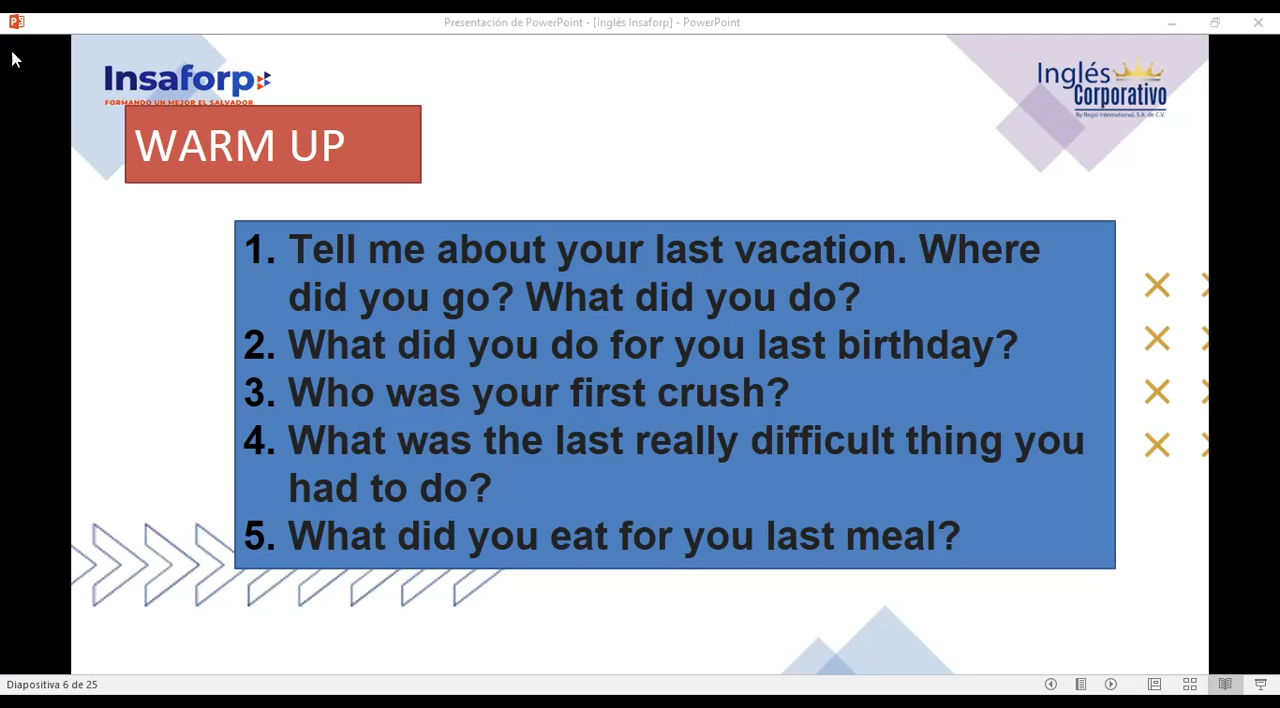 Presentación de PowerPoint - [Inglés Insaforp] - PowerPoint
Insaforp
FORMANDO UN MEJOR EL SALVADOR
Inglés
Corporativo
By Regal International, S.A. de C.V.
WARM UP
1. Tell me about your last vacation. Where
did you go? What did you do?
2. What did you do for you last birthday?
3. Who was your first crush?
4. What was the last really difficult thing you
had to do?
5. What did you eat for you last meal?
Diapositiva 6 de 25